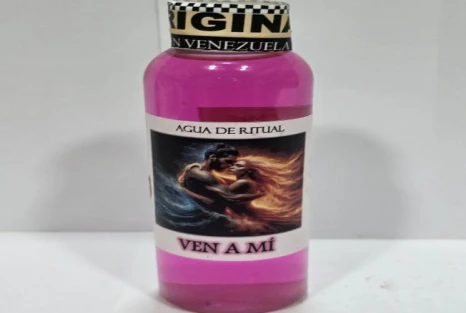 RIGINA
N VENEZUELA
AGUA DE RITUAL
VEN A MÍ